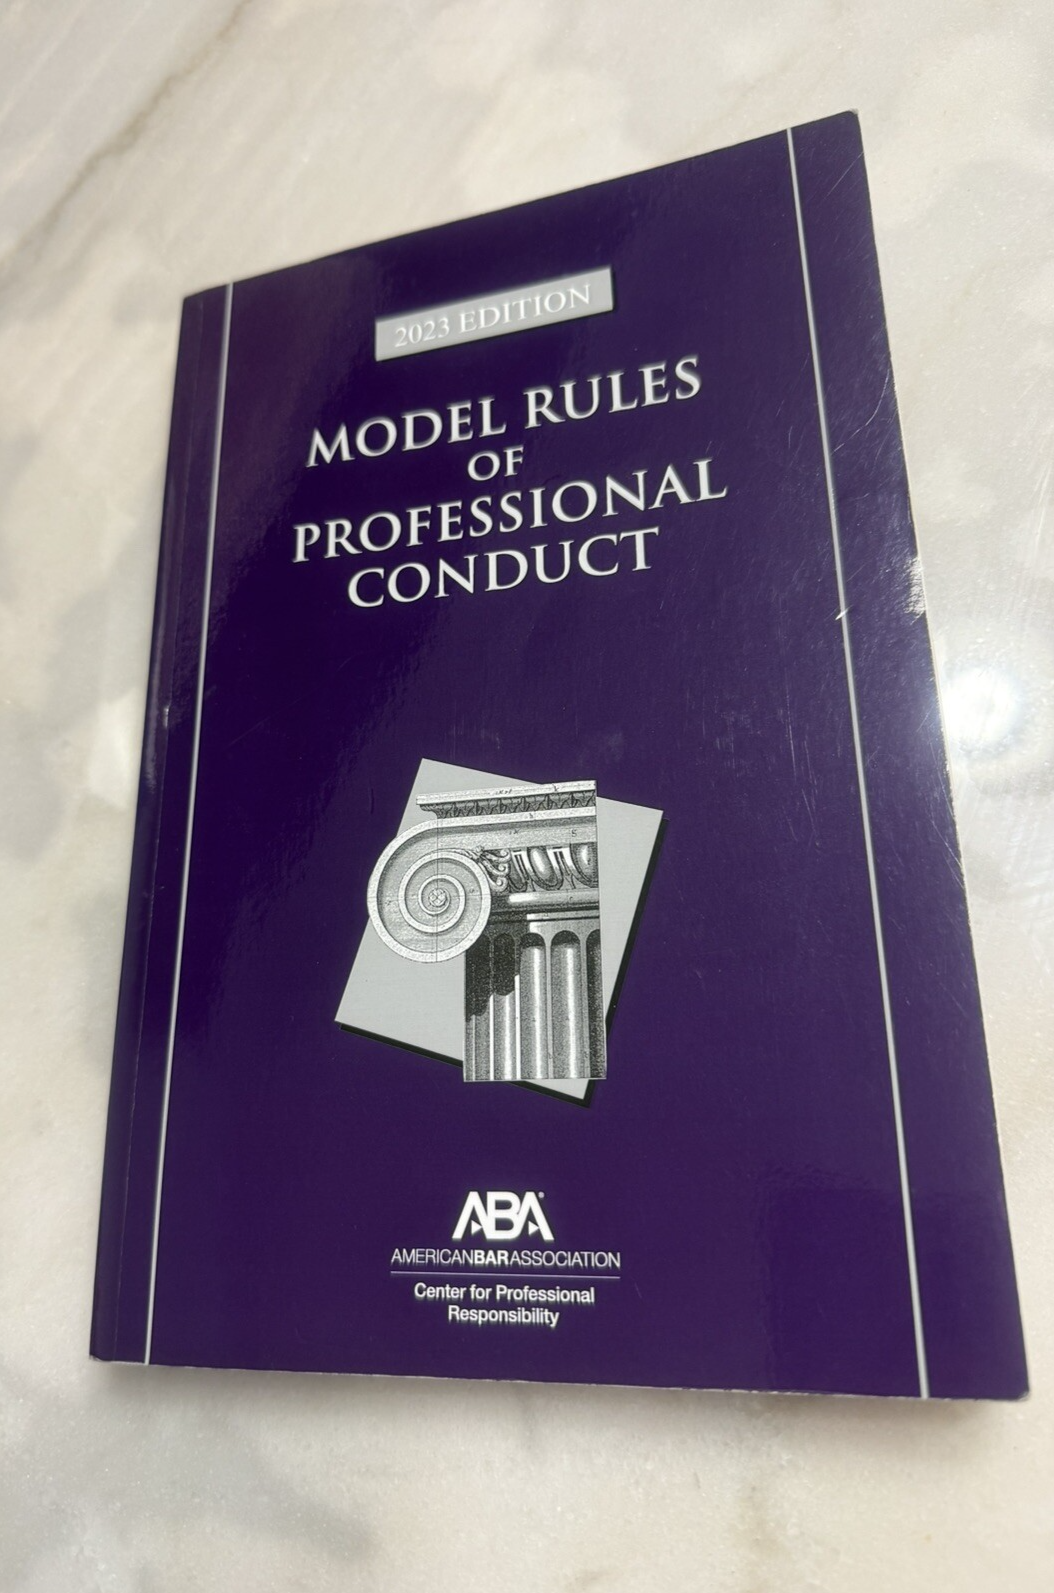 2023 EDITION
MODEL RULES
OF
PROFESSIONAL
CONDUCT
ABA®
AMERICANBARASSOCIATION
Center for Professional
Responsibility